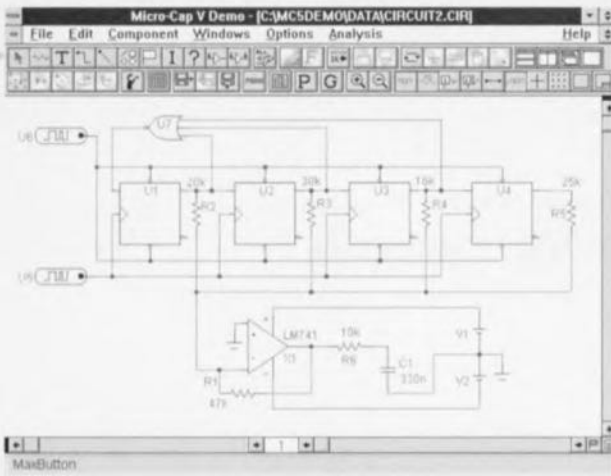 Micro-Cap V Demo - [C:\MC5DEMO\DATA\CIRCUIT2.CIR]
File Edit Component Windows Options Analysis Help
T I ?
P G
U7
U6
U1 20k U2 30k U3 16k U4 25k
R2 R3 R4 R5
U5
LM741 10k V1
R6 C1
R1 330n V2
47k
1
MaxButton